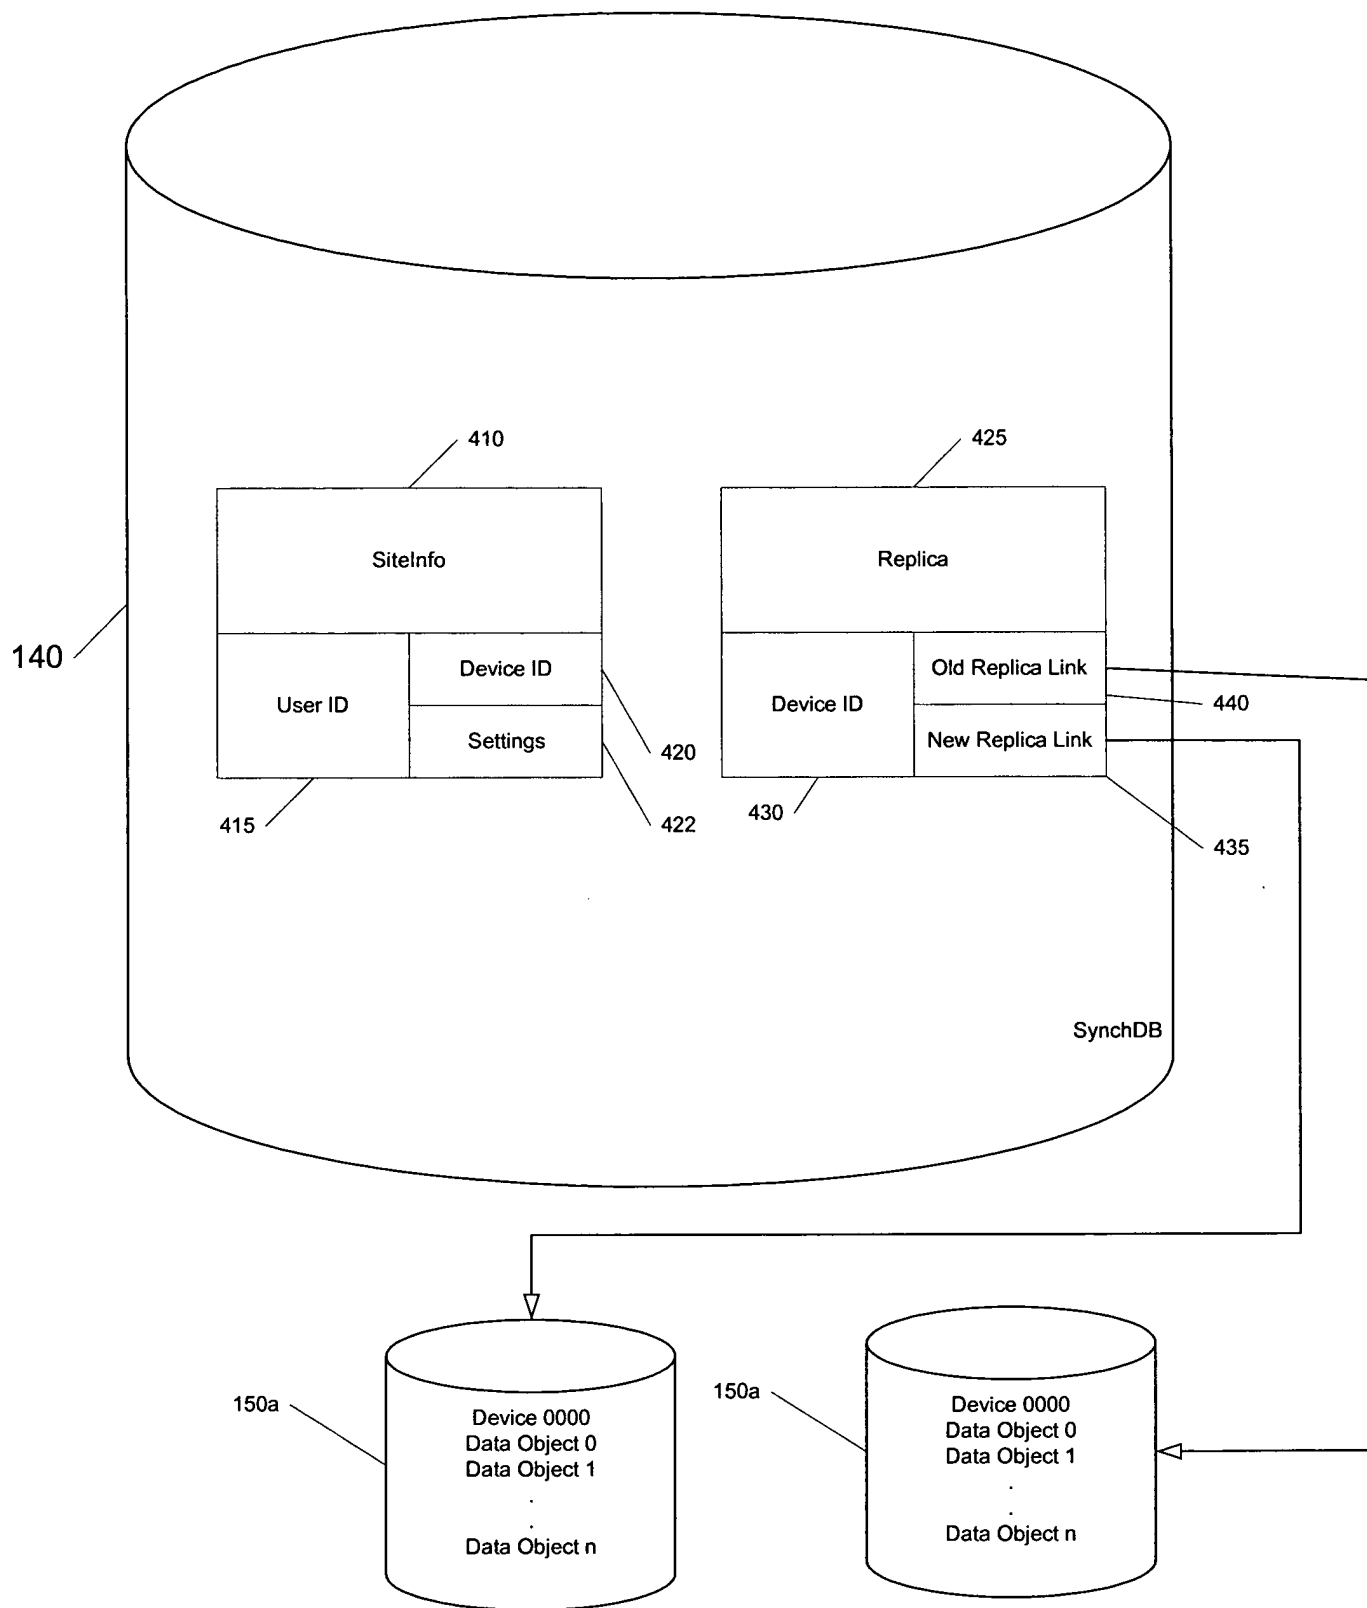 410
425
SiteInfo
Replica
140
User ID
Device ID
Settings
420
422
415
Device ID
Old Replica Link
New Replica Link
440
430
435
SynchDB
150a
Device 0000
Data Object 0
Data Object 1
.
.
Data Object n
150a
Device 0000
Data Object 0
Data Object 1
.
.
Data Object n